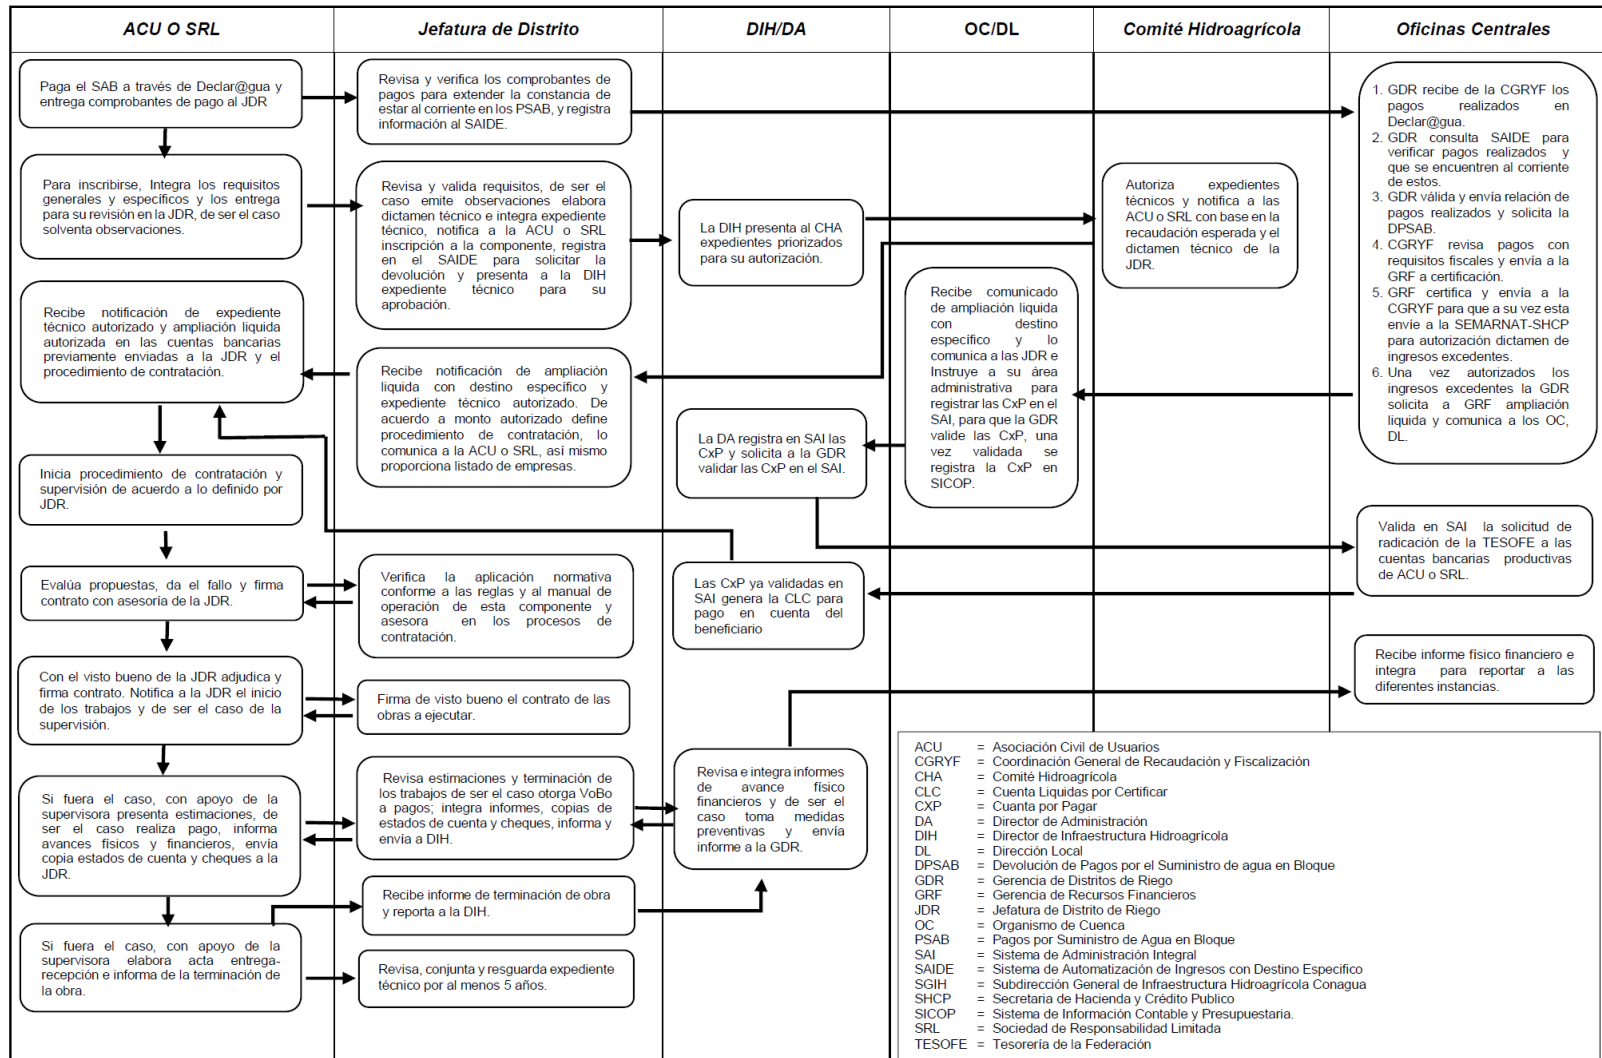 ACU O SRL
Jefatura de Distrito
DIH/DA
OC/DL
Comité Hidroagrícola
Oficinas Centrales
Paga el SAB a través de Declar@gua y
entrega comprobantes de pago al JDR
Revisa y verifica los comprobantes de
pagos para extender la constancia de
estar al corriente en los PSAB, y registra
información al SAIDE.
1. GDR recibe de la CGRYF los
pagos realizados en
Declar@gua.
2. GDR consulta SAIDE para
verificar pagos realizados y
que se encuentren al corriente
de estos.
3. GDR válida y envía relación de
pagos realizados y solicita la
DPSAB.
4. CGRYF revisa pagos con
requisitos fiscales y envía a la
GRF a certificación.
5. GRF certifica y envía a la
CGRYF para que a su vez esta
envíe a la SEMARNAT-SHCP
para autorización dictamen de
ingresos excedentes.
6. Una vez autorizados los
ingresos excedentes la GDR
solicita a GRF ampliación
liquida y comunica a los OC,
DL.
Para inscribirse, Integra los requisitos
generales y específicos y los entrega
para su revisión en la JDR, de ser el caso
solventa observaciones.
Revisa y valida requisitos, de ser el
caso emite observaciones elabora
dictamen técnico e integra expediente
técnico, notifica a la ACU o SRL
inscripción a la componente, registra
en el SAIDE para solicitar la
devolución y presenta a la DIH
expediente técnico para su
aprobación.
La DIH presenta al CHA
expedientes priorizados
para su autorización.
Autoriza expedientes
técnicos y notifica a las
ACU o SRL con base en la
recaudación esperada y el
dictamen técnico de la
JDR.
Recibe comunicado
de ampliación liquida
con destino
específico y lo
comunica a las JDR e
Instruye a su área
administrativa para
registrar las CxP en el
SAI, para que la GDR
valide las CxP, una
vez validada se
registra la CxP en
SICOP.
Recibe notificación de expediente
técnico autorizado y ampliación liquida
autorizada en las cuentas bancarias
previamente enviadas a la JDR y el
procedimiento de contratación.
Recibe notificación de ampliación
liquida con destino específico y
expediente técnico autorizado. De
acuerdo a monto autorizado define
procedimiento de contratación, lo
comunica a la ACU o SRL, así mismo
proporciona listado de empresas.
La DA registra en SAI las
CxP y solicita a la GDR
validar las CxP en el SAI.
Inicia procedimiento de contratación y
supervisión de acuerdo a lo definido por
JDR.
Valida en SAI la solicitud de
radicación de la TESOFE a las
cuentas bancarias productivas
de ACU o SRL.
Evalúa propuestas, da el fallo y firma
contrato con asesoría de la JDR.
Verifica la aplicación normativa
conforme a las reglas y al manual de
operación de esta componente y
asesora en los procesos de
contratación.
Las CxP ya validadas en
SAI genera la CLC para
pago en cuenta del
beneficiario
Con el visto bueno de la JDR adjudica y
firma contrato. Notifica a la JDR el inicio
de los trabajos y de ser el caso de la
supervisión.
Firma de visto bueno el contrato de las
obras a ejecutar.
Recibe informe físico financiero e
integra para reportar a las
diferentes instancias.
Si fuera el caso, con apoyo de la
supervisora presenta estimaciones, de
ser el caso realiza pago, informa
avances físicos y financieros, envía
copia estados de cuenta y cheques a la
JDR.
Revisa estimaciones y terminación de
los trabajos de ser el caso otorga VoBo
a pagos; integra informes, copias de
estados de cuenta y cheques, informa y
envía a DIH.
Revisa e integra informes
de avance físico
financieros y de ser el
caso toma medidas
preventivas y envía
informe a la GDR.
Recibe informe de terminación de obra
y reporta a la DIH.
Si fuera el caso, con apoyo de la
supervisora elabora acta entrega-
recepción e informa de la terminación de
la obra.
Revisa, conjunta y resguarda expediente
técnico por al menos 5 años.
ACU = Asociación Civil de Usuarios
CGRYF = Coordinación General de Recaudación y Fiscalización
CHA = Comité Hidroagrícola
CLC = Cuenta Liquidas por Certificar
CXP = Cuanta por Pagar
DA = Director de Administración
DIH = Director de Infraestructura Hidroagrícola
DL = Dirección Local
DPSAB = Devolución de Pagos por el Suministro de agua en Bloque
GDR = Gerencia de Distritos de Riego
GRF = Gerencia de Recursos Financieros
JDR = Jefatura de Distrito de Riego
OC = Organismo de Cuenca
PSAB = Pagos por Suministro de Agua en Bloque
SAI = Sistema de Administración Integral
SAIDE = Sistema de Automatización de Ingresos con Destino Especifico
SGIH = Subdirección General de Infraestructura Hidroagrícola Conagua
SHCP = Secretaria de Hacienda y Crédito Publico
SICOP = Sistema de Información Contable y Presupuestaria.
SRL = Sociedad de Responsabilidad Limitada
TESOFE = Tesorería de la Federación